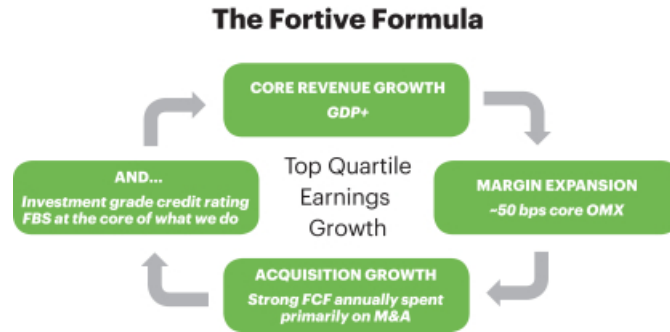 The Fortive Formula
CORE REVENUE GROWTH
GDP+
AND...
Investment grade credit rating
FBS at the core of what we do
Top Quartile
Earnings
Growth
MARGIN EXPANSION
~50 bps core OMX
ACQUISITION GROWTH
Strong FCF annually spent
primarily on M&A